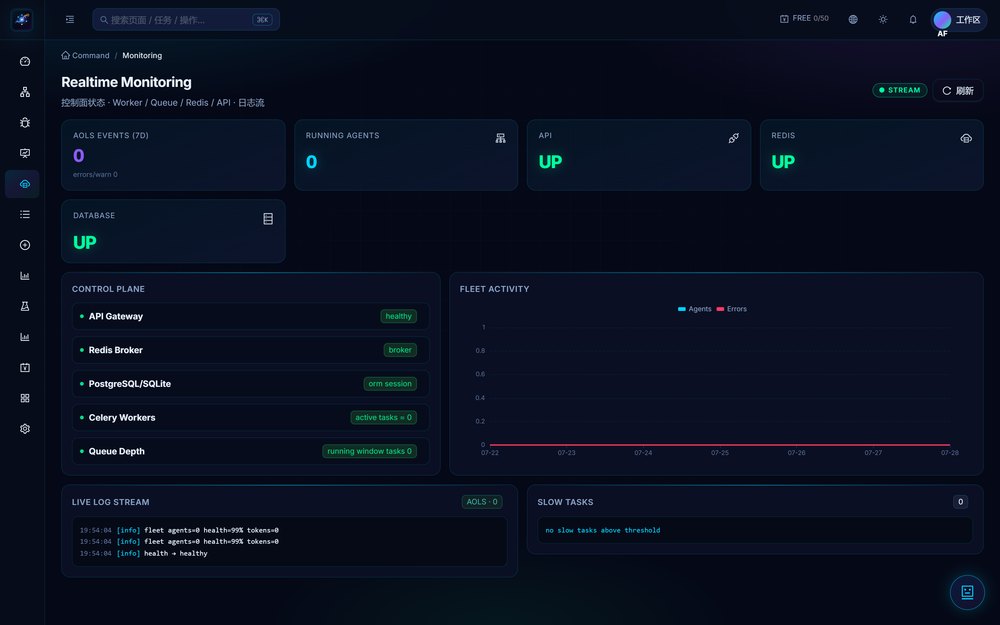 搜索页面 / 任务 / 操作... ⌘K
FREE 0/50
工作区
AF
Command / Monitoring
Realtime Monitoring
控制面状态 · Worker / Queue / Redis / API · 日志流
STREAM
刷新
AOLS EVENTS (7D)
0
errors/warn 0
RUNNING AGENTS
0
API
UP
REDIS
UP
DATABASE
UP
CONTROL PLANE
API Gateway healthy
Redis Broker broker
PostgreSQL/SQLite orm session
Celery Workers active tasks ≈ 0
Queue Depth running window tasks 0
FLEET ACTIVITY
Agents Errors
1
0.8
0.6
0.4
0.2
0
07-22 07-23 07-24 07-25 07-26 07-27 07-28
LIVE LOG STREAM AOLS · 0
19:54:04 [info] fleet agents=0 health=99% tokens=0
19:54:04 [info] fleet agents=0 health=99% tokens=0
19:54:04 [info] health → healthy
SLOW TASKS 0
no slow tasks above threshold